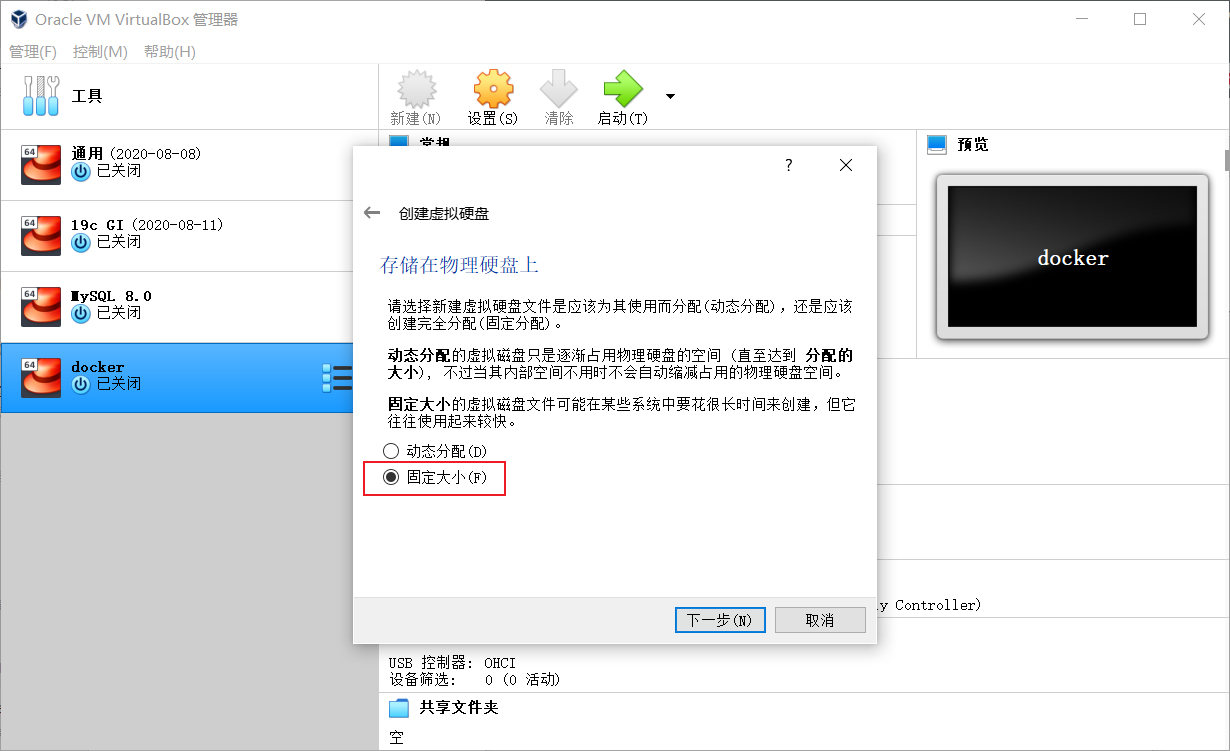 Oracle VM VirtualBox 管理器
管理(F) 控制(M) 帮助(H)
工具
新建(N) 设置(S) 清除 启动(T)
64 通用 (2020-08-08)
已关闭
64 19c GI (2020-08-11)
已关闭
64 MySQL 8.0
已关闭
64 docker
已关闭
常规
预览
docker
?
创建虚拟硬盘
存储在物理硬盘上
请选择新建虚拟硬盘文件是应该为其使用而分配(动态分配)，还是应该
创建完全分配(固定分配)。
动态分配的虚拟磁盘只是逐渐占用物理硬盘的空间（直至达到 分配的
大小)，不过当其内部空间不用时不会自动缩减占用的物理硬盘空间。
固定大小的虚拟磁盘文件可能在某些系统中要花很长时间来创建，但它
往往使用起来较快。
动态分配(D)
固定大小(F)
下一步(N) 取消
y Controller)
USB 控制器: OHCI
设备筛选: 0 (0 活动)
共享文件夹
空